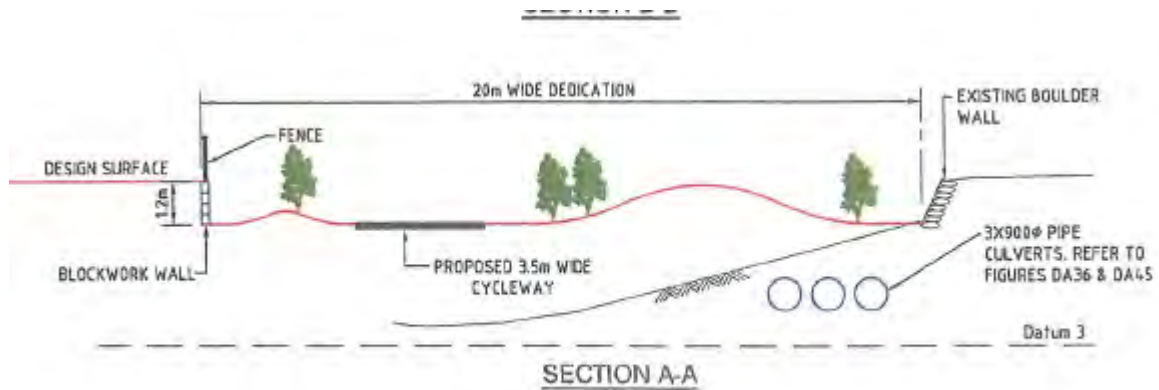 20m WIDE DEDICATION
EXISTING BOULDER
WALL
FENCE
DESIGN SURFACE
1.2m
BLOCKWORK WALL
PROPOSED 3.5m WIDE
CYCLEWAY
3X900ϕ PIPE
CULVERTS. REFER TO
FIGURES DA36 & DA45
Datum 3
SECTION A-A